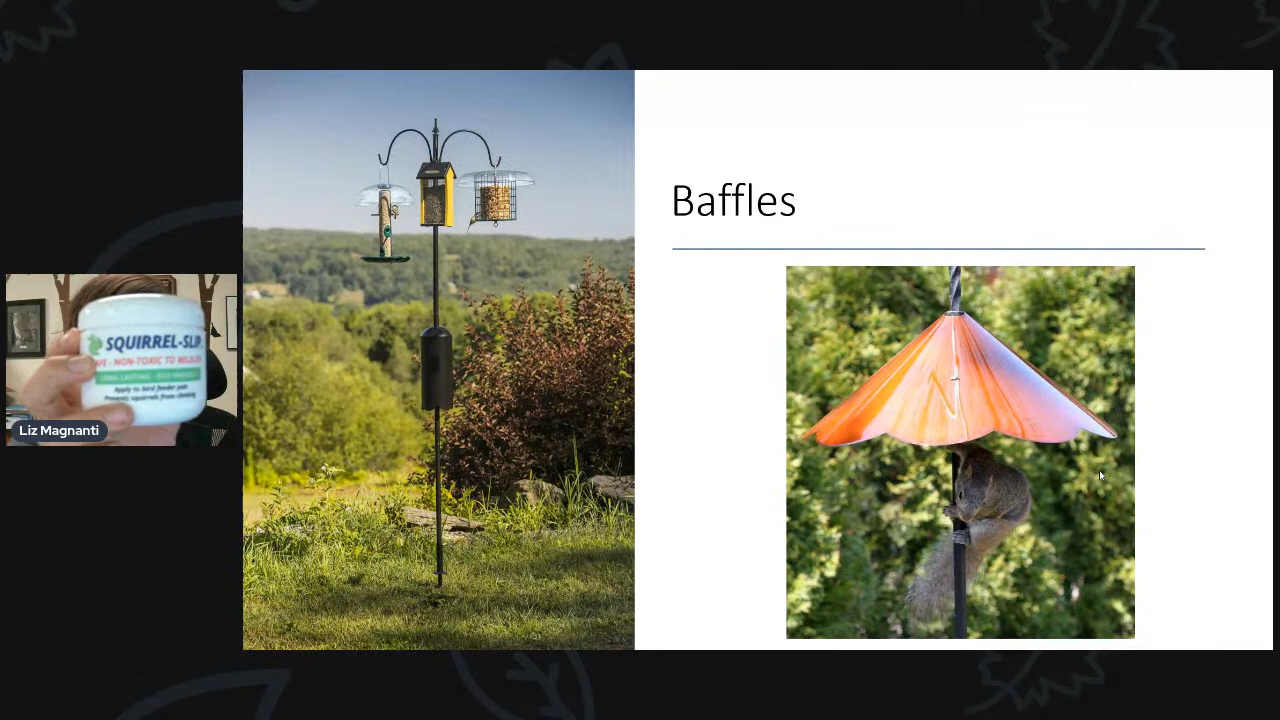 Baffles
SQUIRREL-SLIP
NON-TOXIC TO WILDLIFE
LONG LASTING - ECO FRIENDLY
Apply to bird feeder pole
Prevents squirrels from climbing
Liz Magnanti